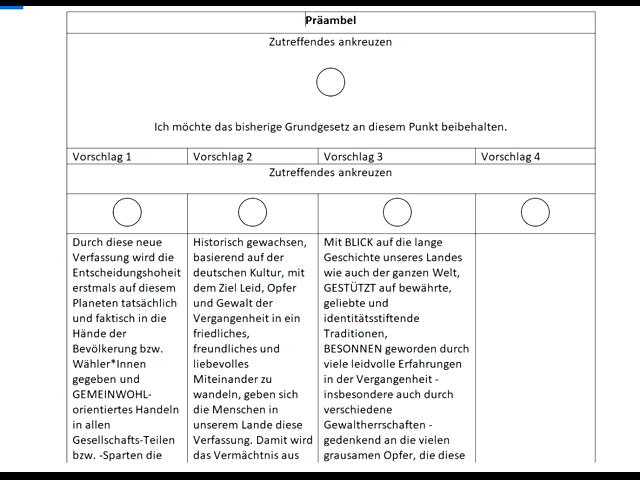 Präambel
Zutreffendes ankreuzen
Ich möchte das bisherige Grundgesetz an diesem Punkt beibehalten.
Vorschlag 1
Vorschlag 2
Vorschlag 3
Vorschlag 4
Zutreffendes ankreuzen
Durch diese neue
Verfassung wird die
Entscheidungshoheit
erstmals auf diesem
Planeten tatsächlich
und faktisch in die
Hände der
Bevölkerung bzw.
Wähler*Innen
gegeben und
GEMEINWOHL-
orientiertes Handeln
in allen
Gesellschafts-Teilen
bzw. -Sparten die
Historisch gewachsen,
basierend auf der
deutschen Kultur, mit
dem Ziel Leid, Opfer
und Gewalt der
Vergangenheit in ein
friedliches,
freundliches und
liebevolles
Miteinander zu
wandeln, geben sich
die Menschen in
unserem Lande diese
Verfassung. Damit wird
das Vermächtnis aus
Mit BLICK auf die lange
Geschichte unseres Landes
wie auch der ganzen Welt,
GESTÜTZT auf bewährte,
geliebte und
identitätsstiftende
Traditionen,
BESONNEN geworden durch
viele leidvolle Erfahrungen
in der Vergangenheit -
insbesondere auch durch
verschiedene
Gewaltherrschaften -
gedenkend an die vielen
grausamen Opfer, die diese